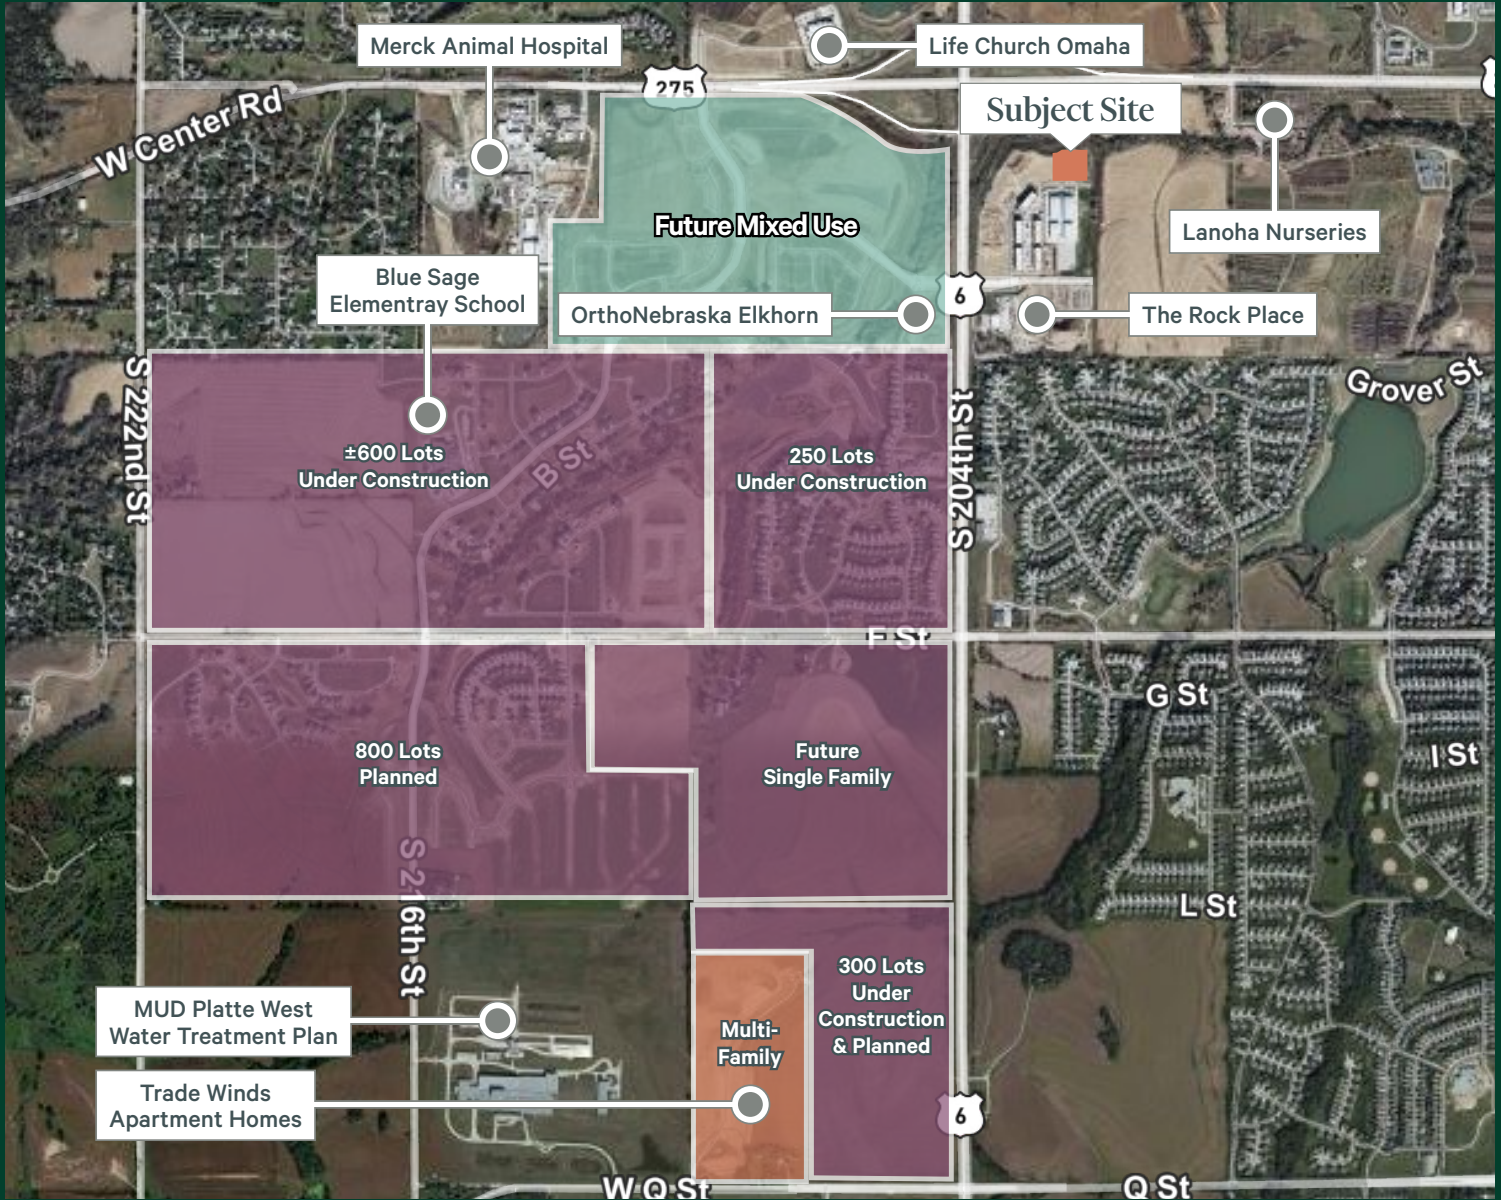 Merck Animal Hospital
Life Church Omaha
275
W Center Rd
Subject Site
Future Mixed Use
Lanoha Nurseries
Blue Sage
Elementray School
OrthoNebraska Elkhorn
6
The Rock Place
S 222nd St
Grover St
S 204th St
±600 Lots
Under Construction
B St
250 Lots
Under Construction
F St
G St
800 Lots
Planned
Future
Single Family
I St
S 216th St
L St
300 Lots
Under
Construction
& Planned
MUD Platte West
Water Treatment Plan
Multi-
Family
Trade Winds
Apartment Homes
6
W Q St
Q St